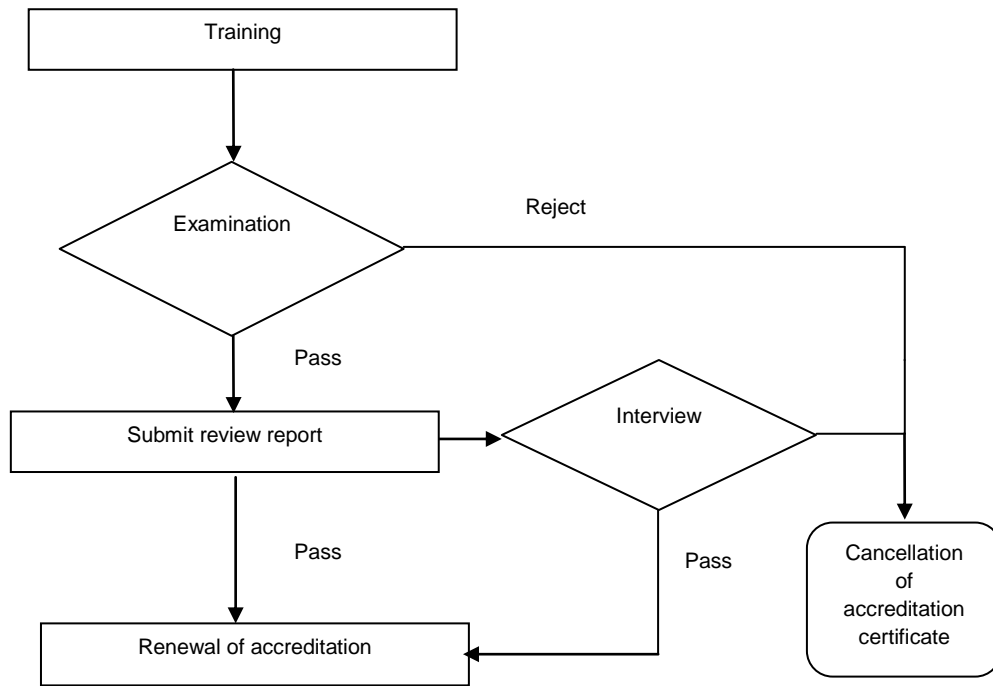 Training
Examination
Reject
Pass
Submit review report
Interview
Pass
Pass
Renewal of accreditation
Cancellation
of
accreditation
certificate